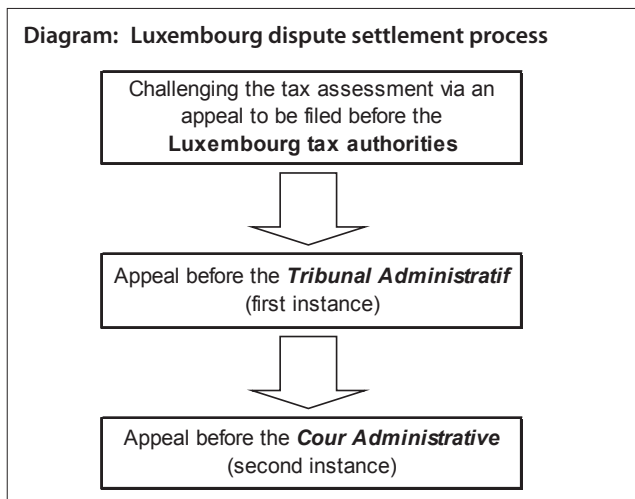 Diagram: Luxembourg dispute settlement process
Challenging the tax assessment via an
appeal to be filed before the
Luxembourg tax authorities
Appeal before the Tribunal Administratif
(first instance)
Appeal before the Cour Administrative
(second instance)